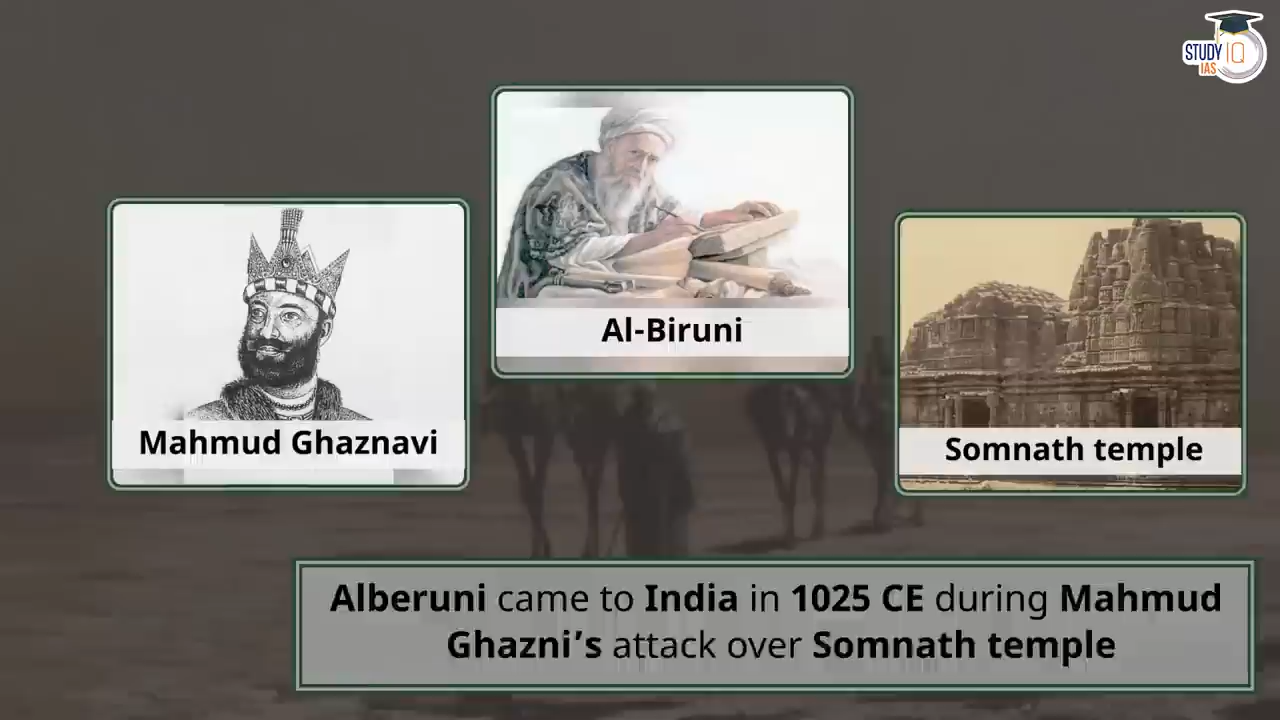 STUDY IQ
IAS
Al-Biruni
Mahmud Ghaznavi
Somnath temple
Alberuni came to India in 1025 CE during Mahmud
Ghazni’s attack over Somnath temple